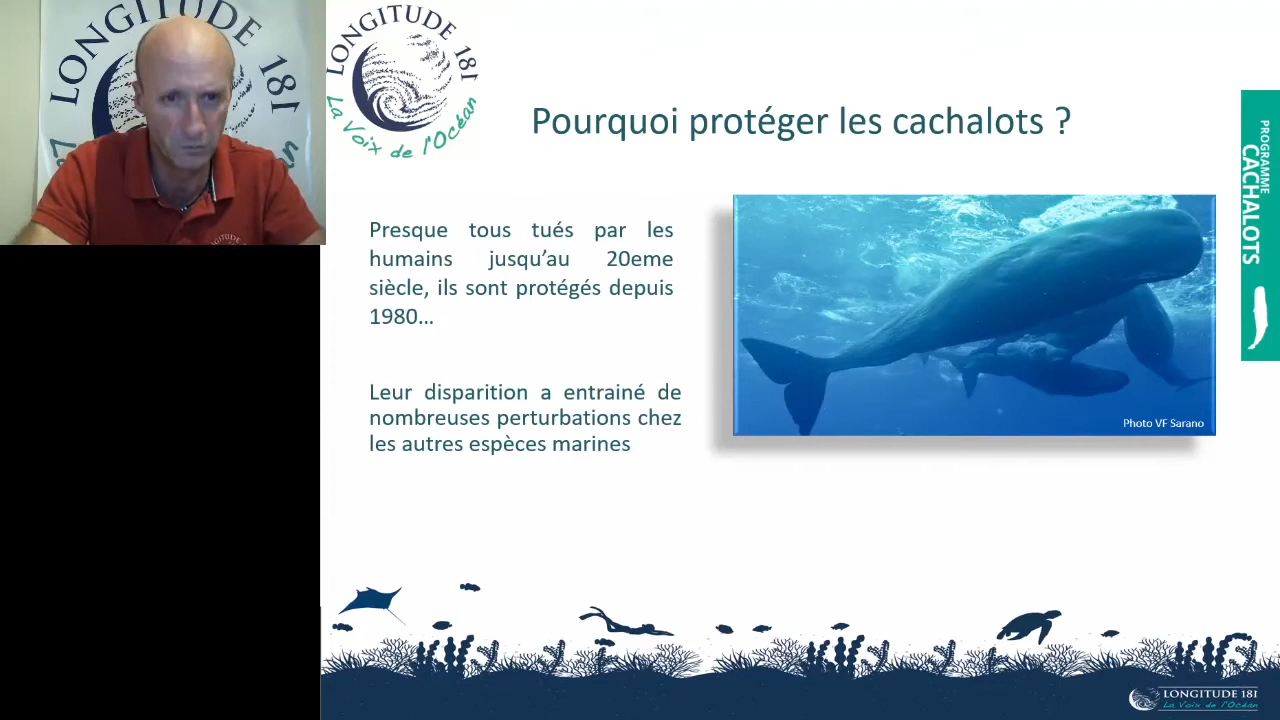 LONGITUDE 181
LONGITUDE 181
La Voix de l'Océan
Pourquoi protéger les cachalots ?
PROGRAMME
CACHALOTS
Presque tous tués par les
humains jusqu'au 20eme
siècle, ils sont protégés depuis
1980...
Leur disparition a entrainé de
nombreuses perturbations chez
les autres espèces marines
Photo VF Sarano
LONGITUDE 181
La Voix de l'Océan